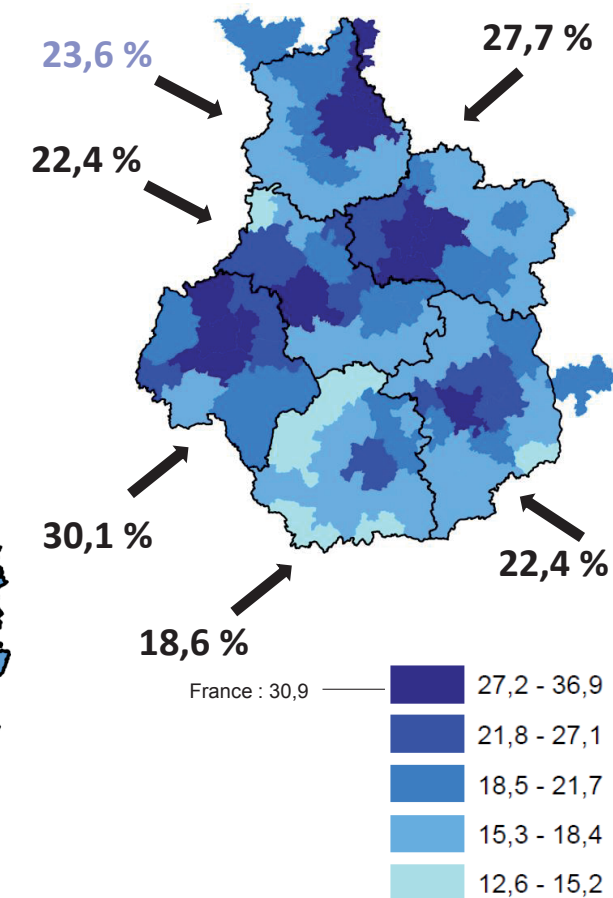 23,6 %
27,7 %
22,4 %
30,1 %
22,4 %
18,6 %
France : 30,9
27,2 - 36,9
21,8 - 27,1
18,5 - 21,7
15,3 - 18,4
12,6 - 15,2